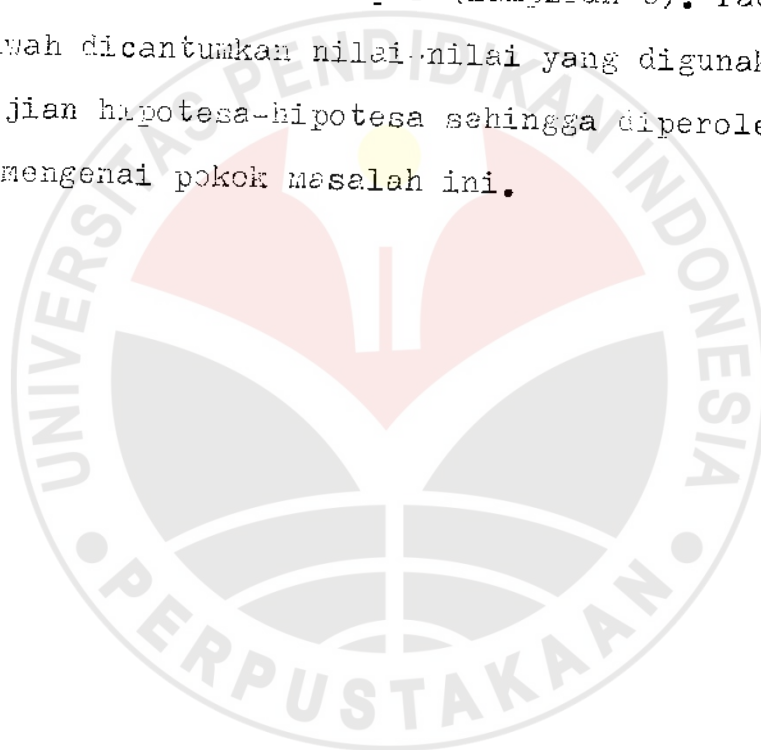 wah dicantumkan nilai-nilai yang digunak
jian hipotesa-hipotesa sehingga diperole
mengenai pokok masalah ini.
UNIVERSITAS PENDIDIKAN INDONESIA
PERPUSTAKAAN